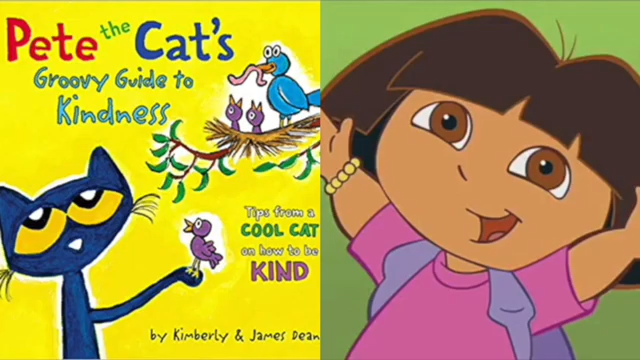 Pete the Cat's
Groovy Guide to
Kindness
Tips from a
COOL CAT
on how to be
KIND
by Kimberly & James Dean